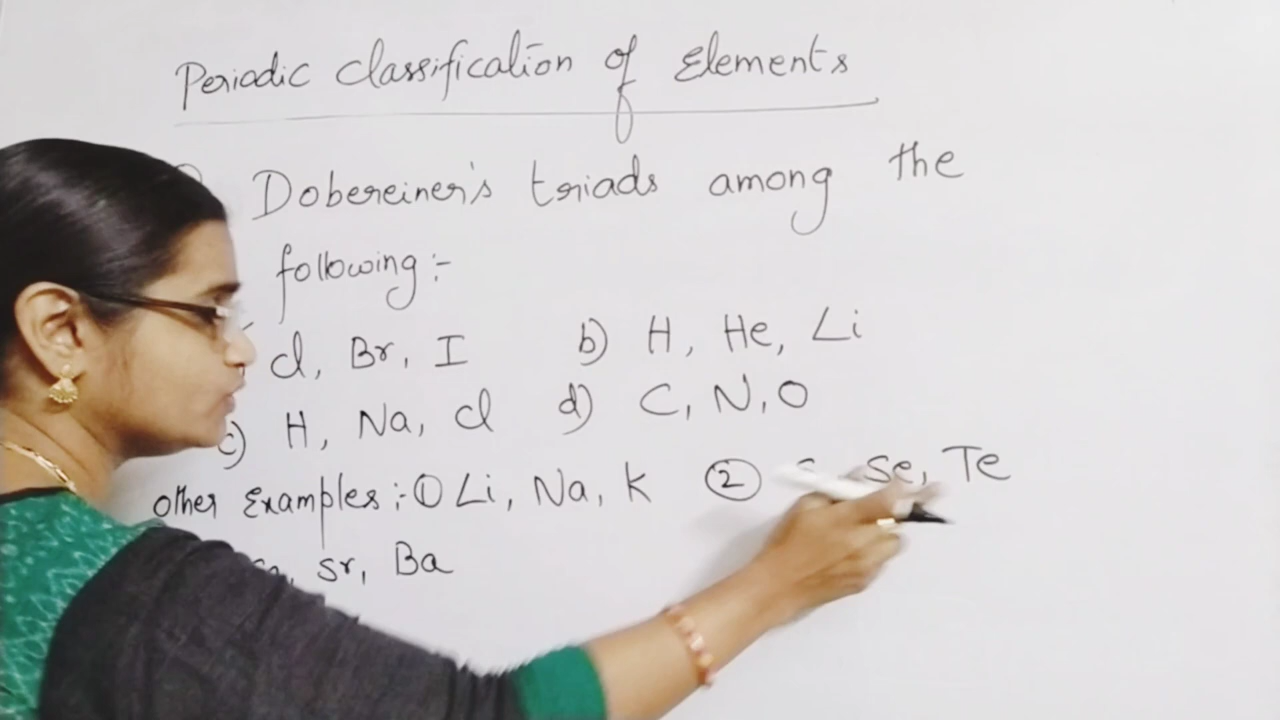 Periodic Classification of Elements
Dobereiner's triads among the
following :-
Cl, Br, I b) H, He, Li
c) H, Na, Cl d) C, N, O
other Examples :- ① Li, Na, K ② Se, Te
Sr, Ba